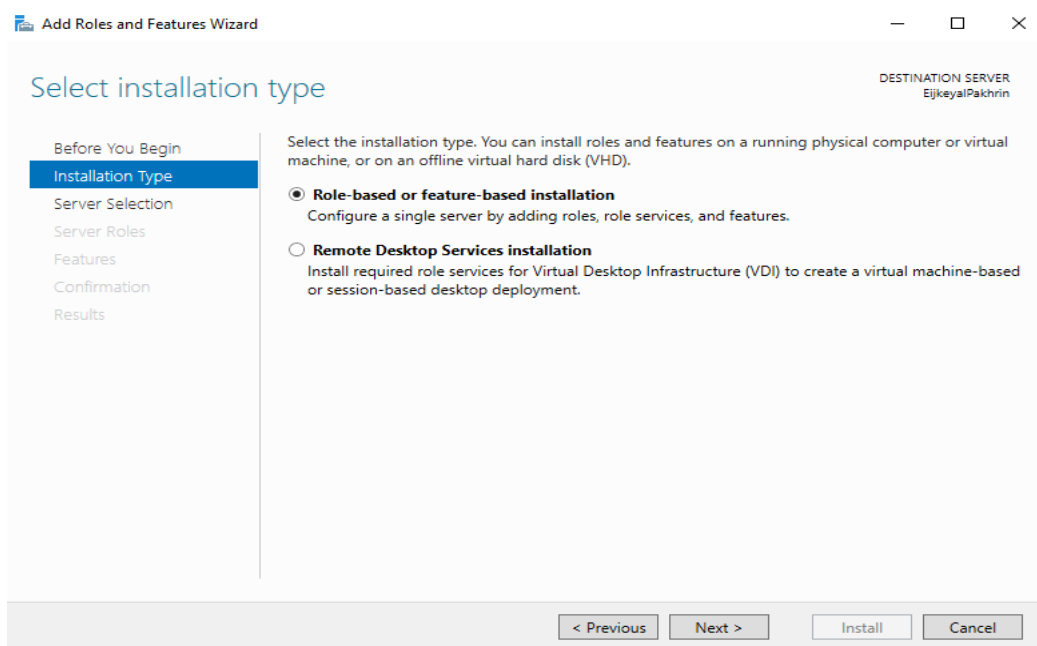 Add Roles and Features Wizard
Select installation type
DESTINATION SERVER
EijkeyalPakhrin
Before You Begin
Installation Type
Server Selection
Server Roles
Features
Confirmation
Results
Select the installation type. You can install roles and features on a running physical computer or virtual
machine, or on an offline virtual hard disk (VHD).
Role-based or feature-based installation
Configure a single server by adding roles, role services, and features.
Remote Desktop Services installation
Install required role services for Virtual Desktop Infrastructure (VDI) to create a virtual machine-based
or session-based desktop deployment.
< Previous
Next >
Install
Cancel